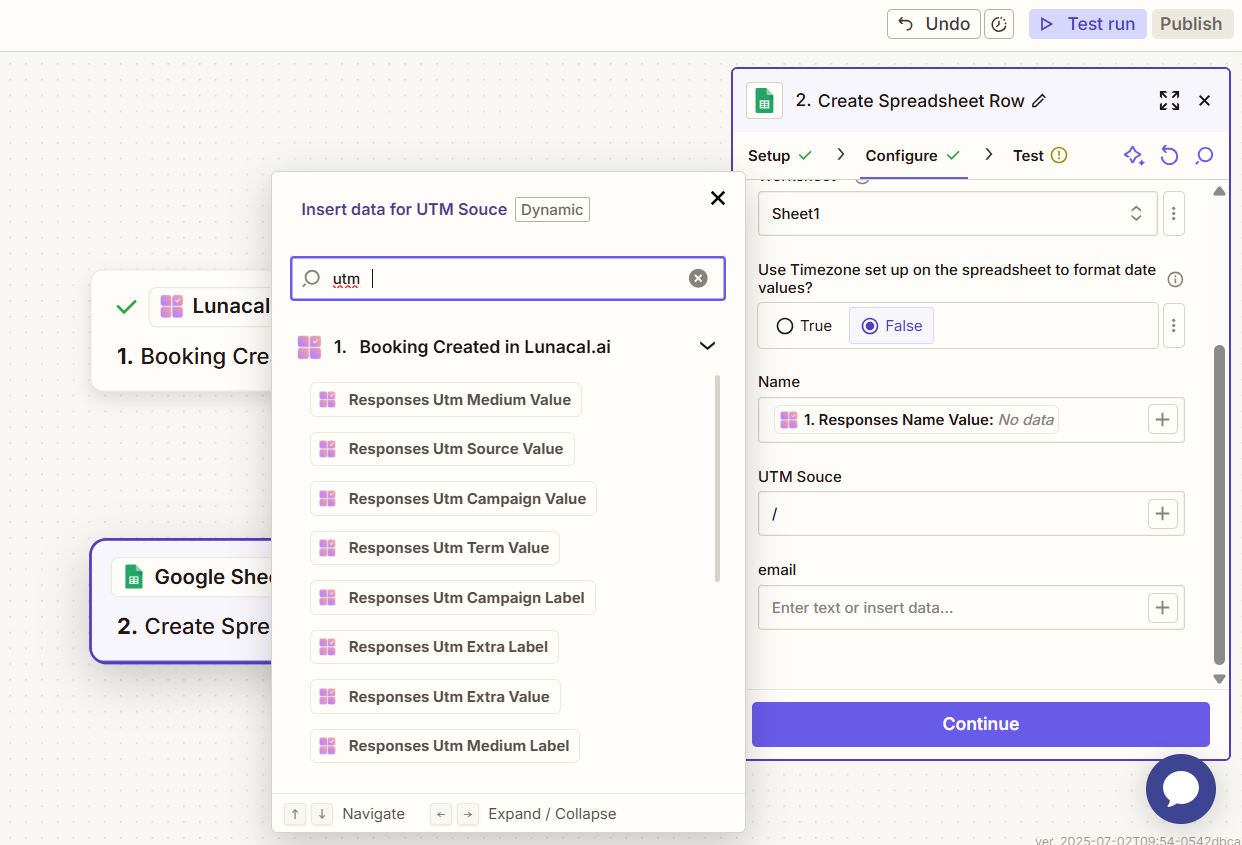 Undo
Test run
Publish
2. Create Spreadsheet Row
Setup
Configure
Test
Worksheet
Sheet1
Use Timezone set up on the spreadsheet to format date
values?
True
False
Name
1. Responses Name Value: No data
UTM Souce
/
email
Enter text or insert data...
Continue
Lunacal
1. Booking Cre
Google Shee
2. Create Spre
Insert data for UTM Souce
Dynamic
utm
1. Booking Created in Lunacal.ai
Responses Utm Medium Value
Responses Utm Source Value
Responses Utm Campaign Value
Responses Utm Term Value
Responses Utm Campaign Label
Responses Utm Extra Label
Responses Utm Extra Value
Responses Utm Medium Label
↑ ↓ Navigate
← → Expand / Collapse
ver. 2025-07-02T09:54-0542dbca